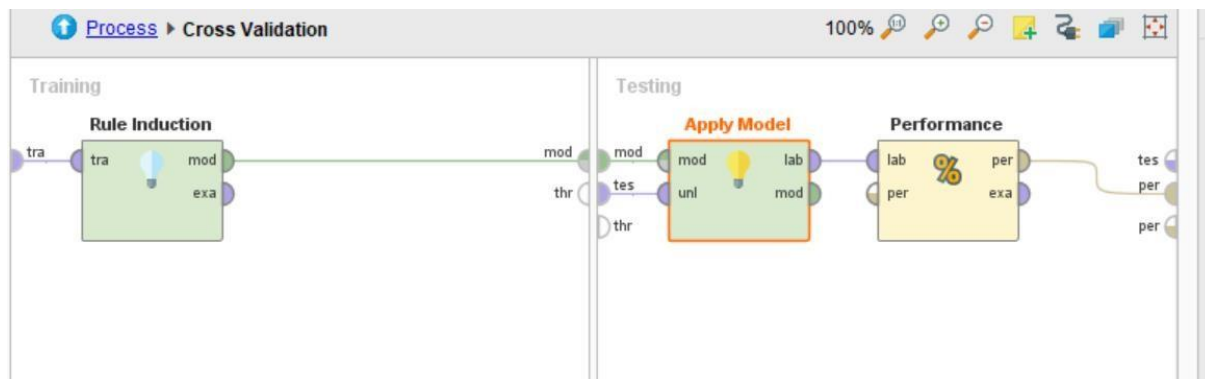 Process ▸ Cross Validation 100%
Training
Rule Induction
tra tra mod mod
exa thr
Testing
Apply Model Performance
mod mod lab lab per tes
tes unl mod per exa per
thr per